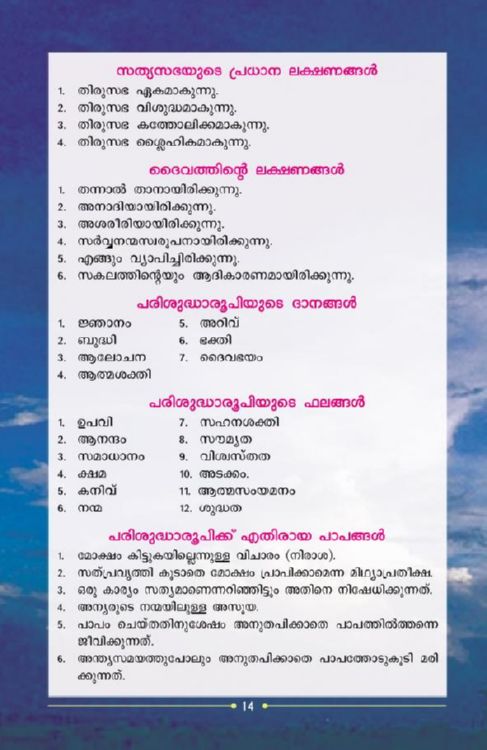 സത്യസഭയുടെ പ്രധാന ലക്ഷണങ്ങൾ
1. തിരുസഭ ഏകമാകുന്നു.
2. തിരുസഭ വിശുദ്ധമാകുന്നു.
3. തിരുസഭ കത്തോലിക്കമാകുന്നു.
4. തിരുസഭ ശ്ലൈഹികമാകുന്നു.
ദൈവത്തിന്റെ ലക്ഷണങ്ങൾ
1. തന്നാൽ താനായിരിക്കുന്നു.
2. അനാദിയായിരിക്കുന്നു.
3. അശരീരിയായിരിക്കുന്നു.
4. സർവ്വനന്മസ്വരൂപനായിരിക്കുന്നു.
5. എങ്ങും വ്യാപിച്ചിരിക്കുന്നു.
6. സകലത്തിന്റെയും ആദികാരണമായിരിക്കുന്നു.
പരിശുദ്ധാരൂപിയുടെ ദാനങ്ങൾ
1. ജ്ഞാനം 5. അറിവ്
2. ബുദ്ധി 6. ഭക്തി
3. ആലോചന 7. ദൈവഭയം
4. ആത്മശക്തി
പരിശുദ്ധാരൂപിയുടെ ഫലങ്ങൾ
1. ഉപവി 7. സഹനശക്തി
2. ആനന്ദം 8. സൗമ്യത
3. സമാധാനം 9. വിശ്വസ്തത
4. ക്ഷമ 10. അടക്കം.
5. കനിവ് 11. ആത്മസംയമനം
6. നന്മ 12. ശുദ്ധത
പരിശുദ്ധാരൂപിക്ക് എതിരായ പാപങ്ങൾ
1. മോക്ഷം കിട്ടുകയില്ലെന്നുള്ള വിചാരം (നിരാശ).
2. സത്പ്രവൃത്തി കൂടാതെ മോക്ഷം പ്രാപിക്കാമെന്ന മിഥ്യാപ്രതീക്ഷ.
3. ഒരു കാര്യം സത്യമാണെന്നറിഞ്ഞിട്ടും അതിനെ നിഷേധിക്കുന്നത്.
4. അന്യരുടെ നന്മയിലുള്ള അസൂയ.
5. പാപം ചെയ്തതിനുശേഷം അനുതപിക്കാതെ പാപത്തിൽത്തന്നെ
ജീവിക്കുന്നത്.
6. അന്ത്യസമയത്തുപോലും അനുതപിക്കാതെ പാപത്തോടുകൂടി മരി
ക്കുന്നത്.
14